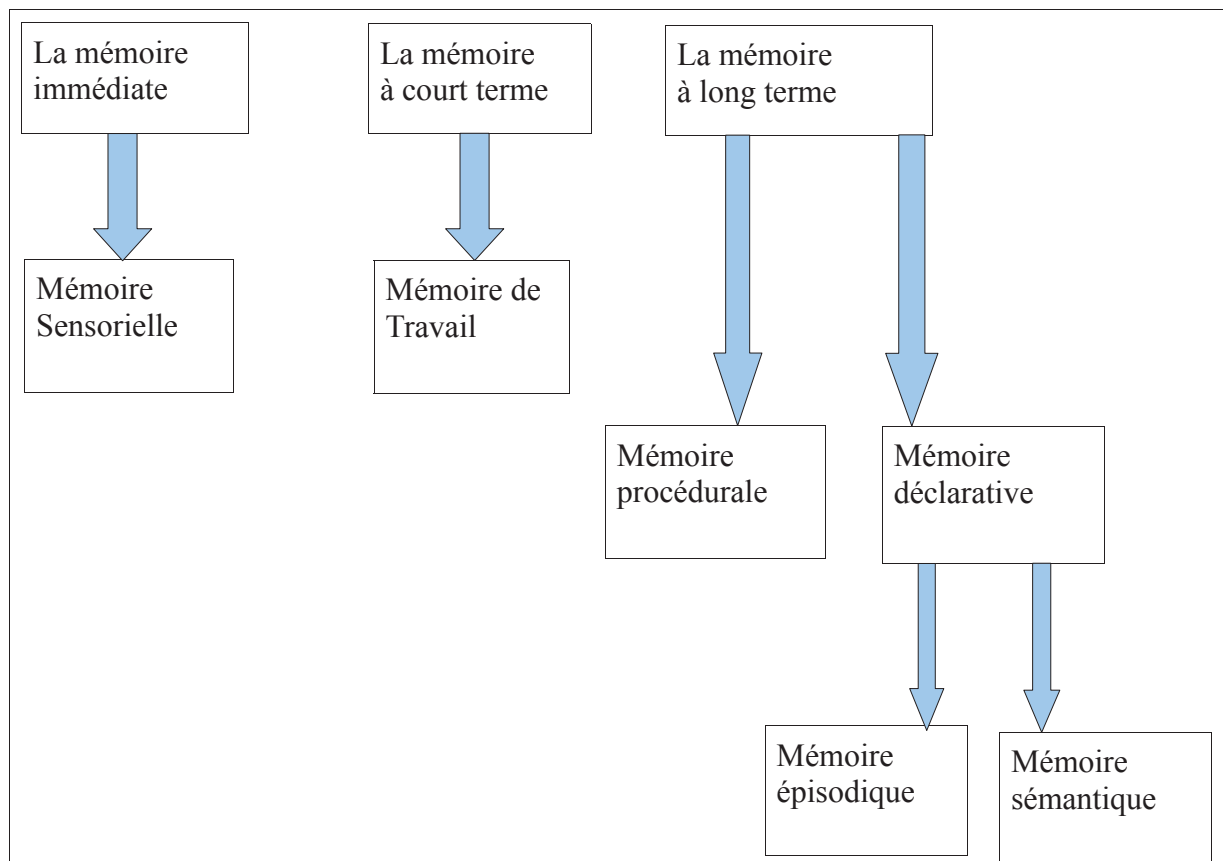 La mémoire
immédiate
La mémoire
à court terme
La mémoire
à long terme
Mémoire
Sensorielle
Mémoire de
Travail
Mémoire
procédurale
Mémoire
déclarative
Mémoire
épisodique
Mémoire
sémantique